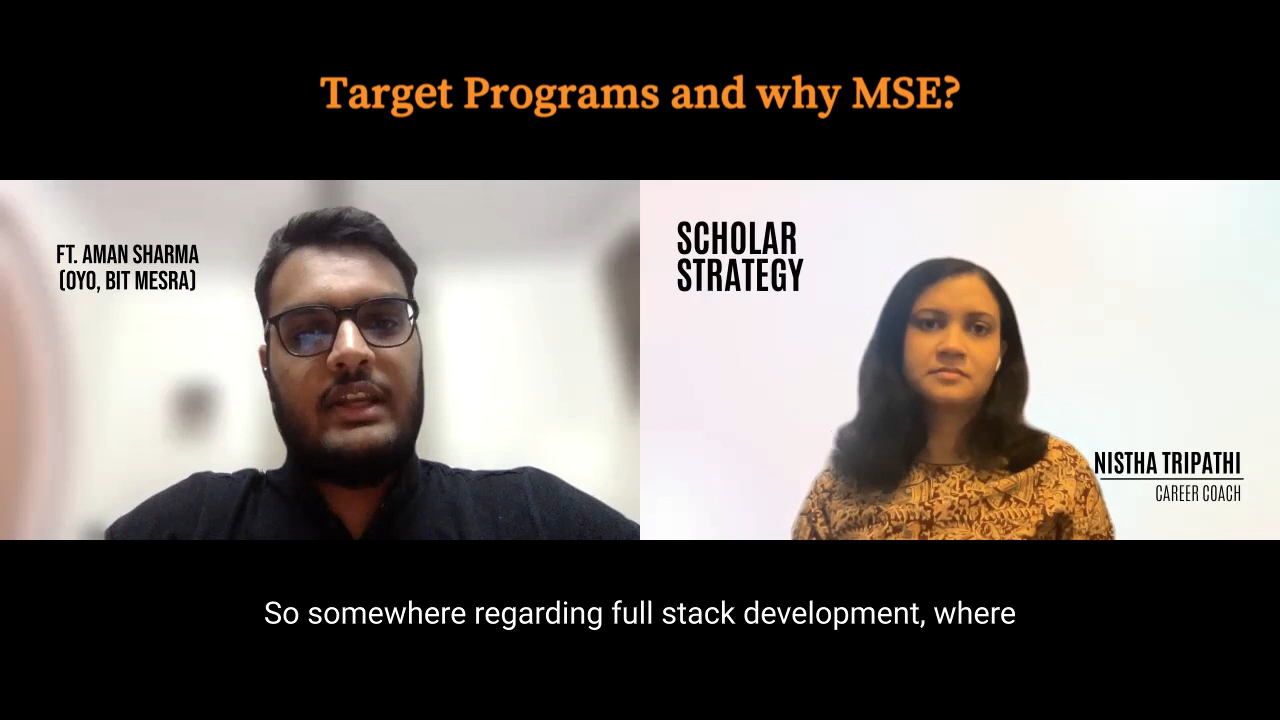 Target Programs and why MSE?
FT. AMAN SHARMA
(OYO, BIT MESRA)
SCHOLAR
STRATEGY
NISTHA TRIPATHI
CAREER COACH
So somewhere regarding full stack development, where